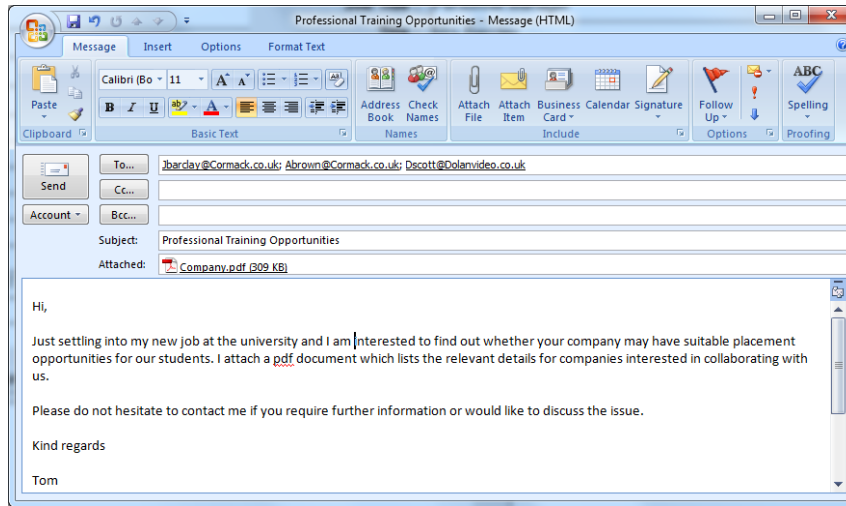 Professional Training Opportunities - Message (HTML)
Message Insert Options Format Text
Calibri (Bo 11 A A
Paste B I U ab A Address Book Check Names Attach File Attach Item Business Card Calendar Signature Follow Up ABC Spelling
Clipboard Basic Text Names Include Options Proofing
To... Jbarclay@Cormack.co.uk; Abrown@Cormack.co.uk; Dscott@Dolanvideo.co.uk
Send Cc...
Account Bcc...
Subject: Professional Training Opportunities
Attached: Company.pdf (309 KB)
Hi,
Just settling into my new job at the university and I am interested to find out whether your company may have suitable placement
opportunities for our students. I attach a pdf document which lists the relevant details for companies interested in collaborating with
us.
Please do not hesitate to contact me if you require further information or would like to discuss the issue.
Kind regards
Tom